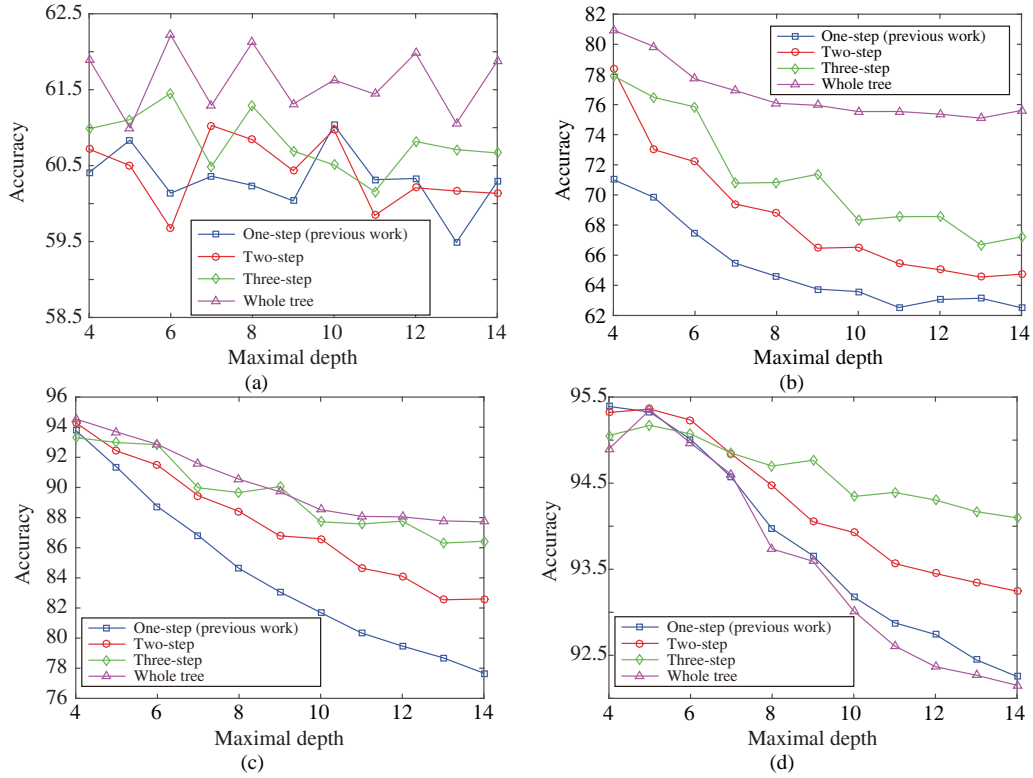 62.5
61.5
60.5
59.5
58.5
Accuracy
One-step (previous work)
Two-step
Three-step
Whole tree
4 6 8 10 12 14
Maximal depth
(a)
82
80
78
76
74
72
70
68
66
64
62
Accuracy
One-step (previous work)
Two-step
Three-step
Whole tree
4 6 8 10 12 14
Maximal depth
(b)
96
94
92
90
88
86
84
82
80
78
76
Accuracy
One-step (previous work)
Two-step
Three-step
Whole tree
4 6 8 10 12 14
Maximal depth
(c)
95.5
94.5
93.5
92.5
Accuracy
One-step (previous work)
Two-step
Three-step
Whole tree
4 6 8 10 12 14
Maximal depth
(d)